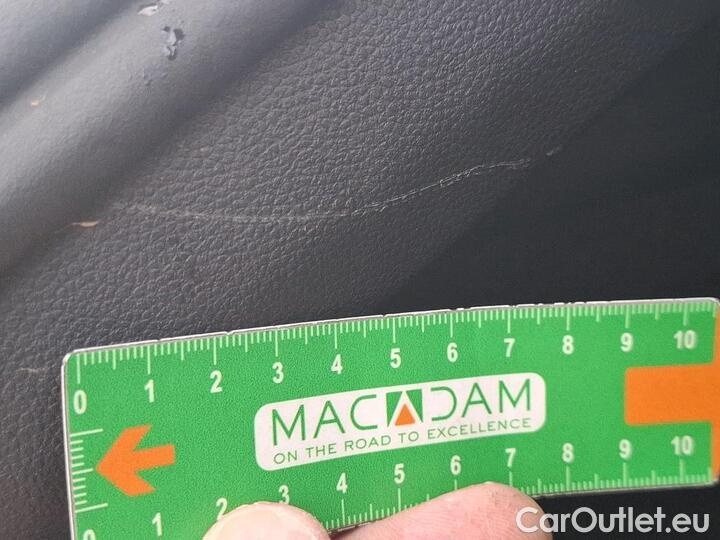 0 1 2 3 4 5 6 7 8 9 10
MACADAM
ON THE ROAD TO EXCELLENCE
0 1 2 3 4 5 6 7 8 9 10
CarOutlet.eu